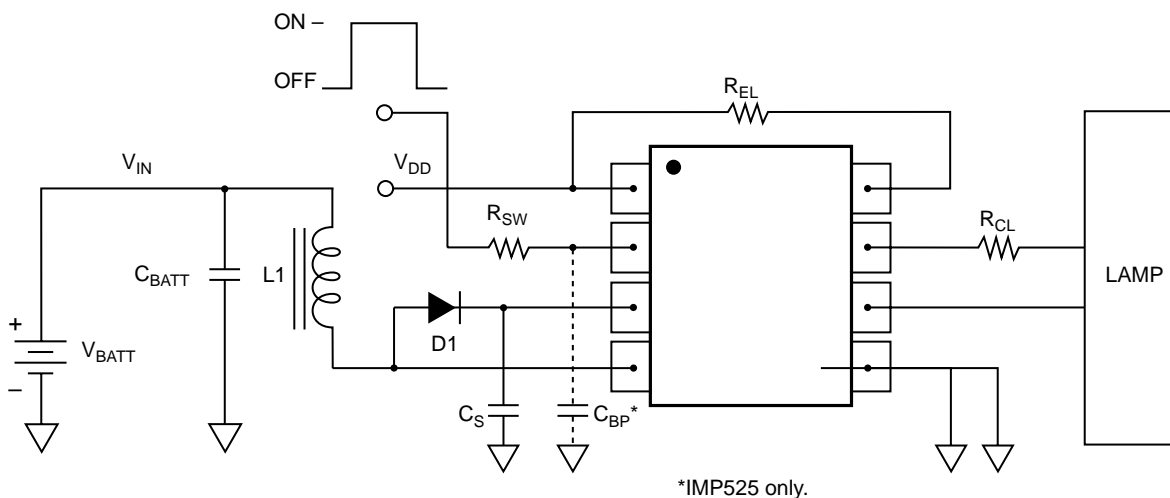 ON –
OFF
R_EL
V_IN
V_DD
R_SW
R_CL
C_BATT
L1
LAMP
D1
+
V_BATT
–
C_S
C_BP*
*IMP525 only.